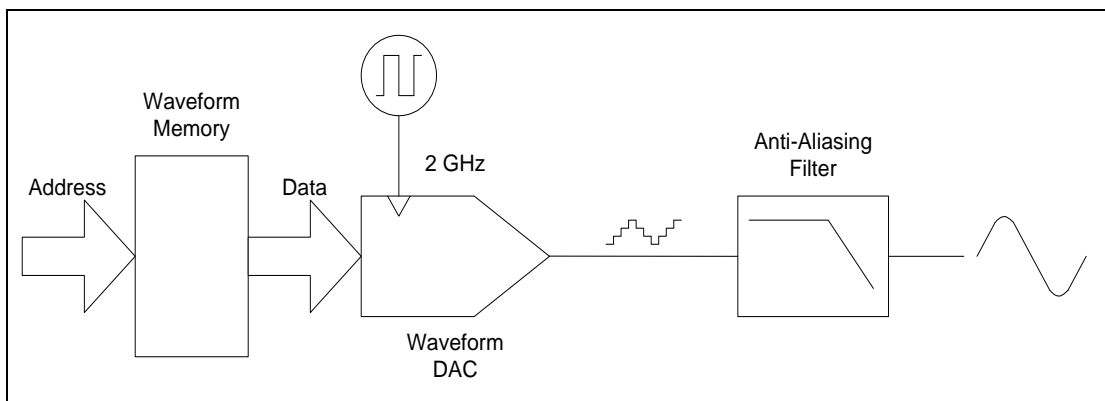 Waveform
Memory
Address
Data
2 GHz
Waveform
DAC
Anti-Aliasing
Filter